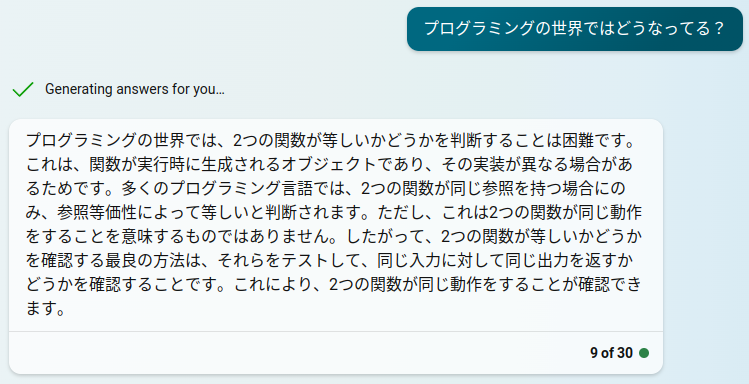 プログラミングの世界ではどうなってる？
Generating answers for you...
プログラミングの世界では、2つの関数が等しいかどうかを判断することは困難です。
これは、関数が実行時に生成されるオブジェクトであり、その実装が異なる場合があ
るためです。多くのプログラミング言語では、2つの関数が同じ参照を持つ場合にの
み、参照等価性によって等しいと判断されます。ただし、これは2つの関数が同じ動作
をすることを意味するものではありません。したがって、2つの関数が等しいかどうか
を確認する最良の方法は、それらをテストして、同じ入力に対して同じ出力を返すか
どうかを確認することです。これにより、2つの関数が同じ動作をすることが確認でき
ます。
9 of 30